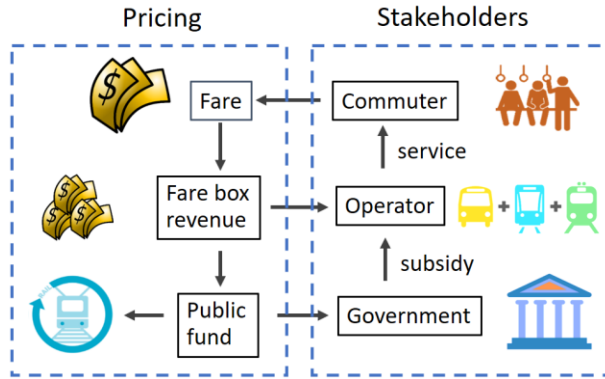 Pricing
Stakeholders
Fare
Commuter
service
Fare box
revenue
Operator
subsidy
Public
fund
Government
$
$
$
$